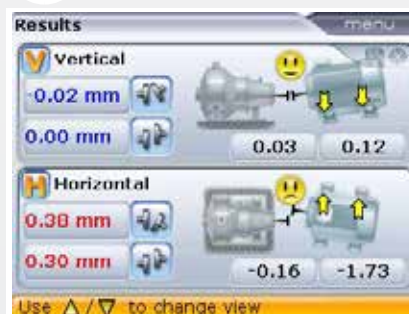 Results menu
V Vertical
-0.02 mm
0.00 mm
0.03 0.12
H Horizontal
0.38 mm
0.30 mm
-0.16 -1.73
Use △/▽ to change view